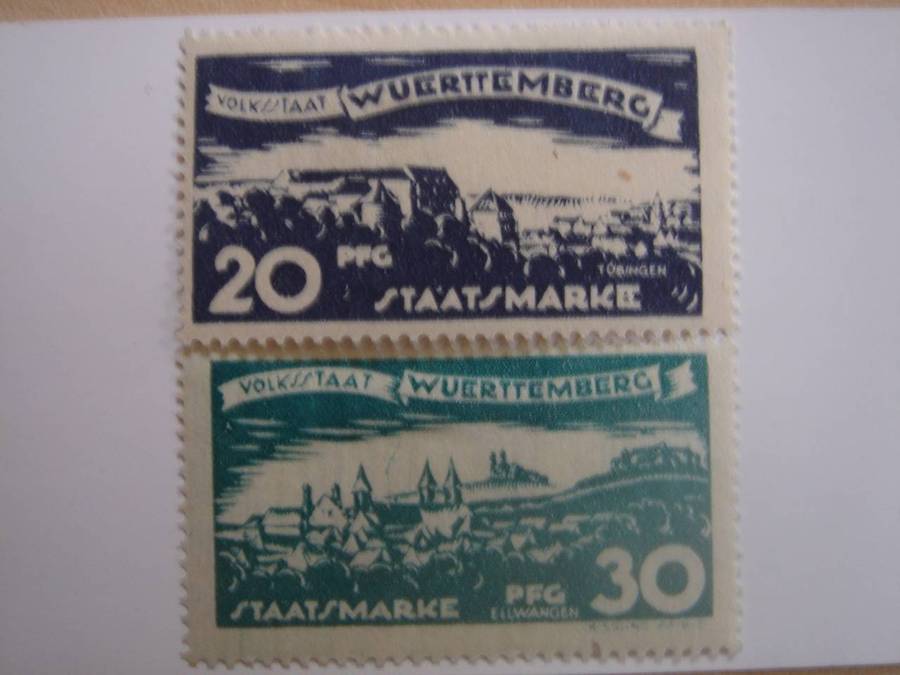 VOLKSSTAAT WUERTTEMBERG
20 PFG
TÜBINGEN
STAATSMARKE
VOLKSSTAAT WUERTTEMBERG
STAATSMARKE PFG 30
ELLWANGEN